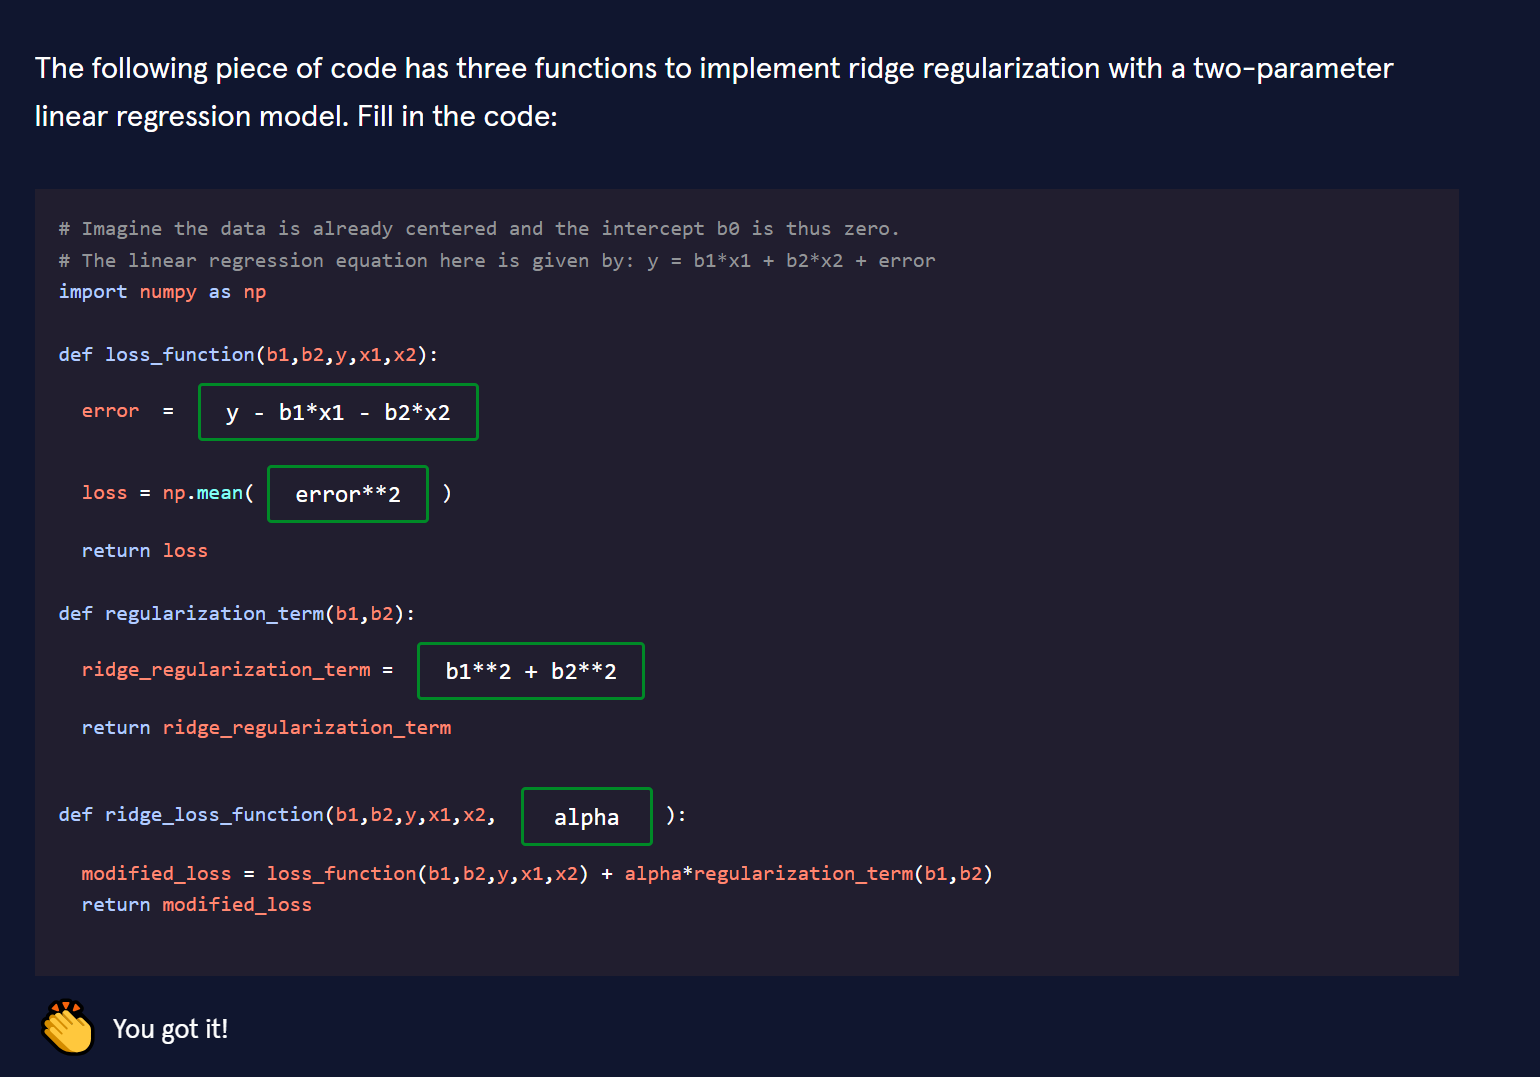 The following piece of code has three functions to implement ridge regularization with a two-parameter
linear regression model. Fill in the code:
# Imagine the data is already centered and the intercept b0 is thus zero.
# The linear regression equation here is given by: y = b1*x1 + b2*x2 + error
import numpy as np
def loss_function(b1,b2,y,x1,x2):
error = y - b1*x1 - b2*x2
loss = np.mean( error**2 )
return loss
def regularization_term(b1,b2):
ridge_regularization_term = b1**2 + b2**2
return ridge_regularization_term
def ridge_loss_function(b1,b2,y,x1,x2, alpha ):
modified_loss = loss_function(b1,b2,y,x1,x2) + alpha*regularization_term(b1,b2)
return modified_loss
You got it!